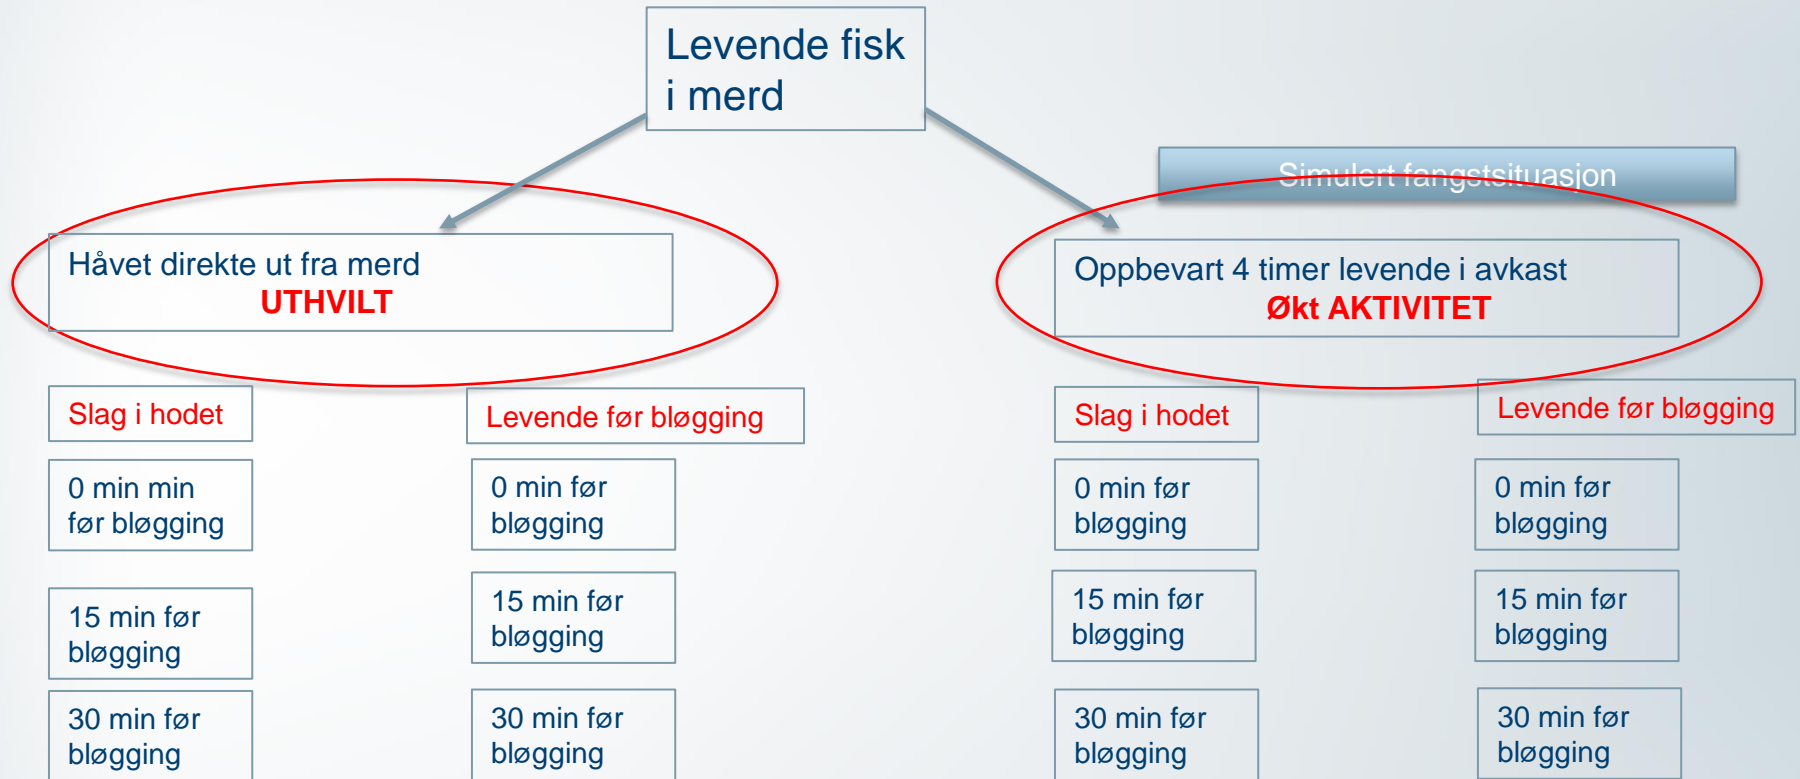 Levende fisk
i merd
Simulert fangstsituasjon
Håvet direkte ut fra merd
UTHVILT
Oppbevart 4 timer levende i avkast
Økt AKTIVITET
Slag i hodet
Levende før bløgging
Slag i hodet
Levende før bløgging
0 min min
før bløgging
0 min før
bløgging
0 min før
bløgging
0 min før
bløgging
15 min før
bløgging
15 min før
bløgging
15 min før
bløgging
15 min før
bløgging
30 min før
bløgging
30 min før
bløgging
30 min før
bløgging
30 min før
bløgging